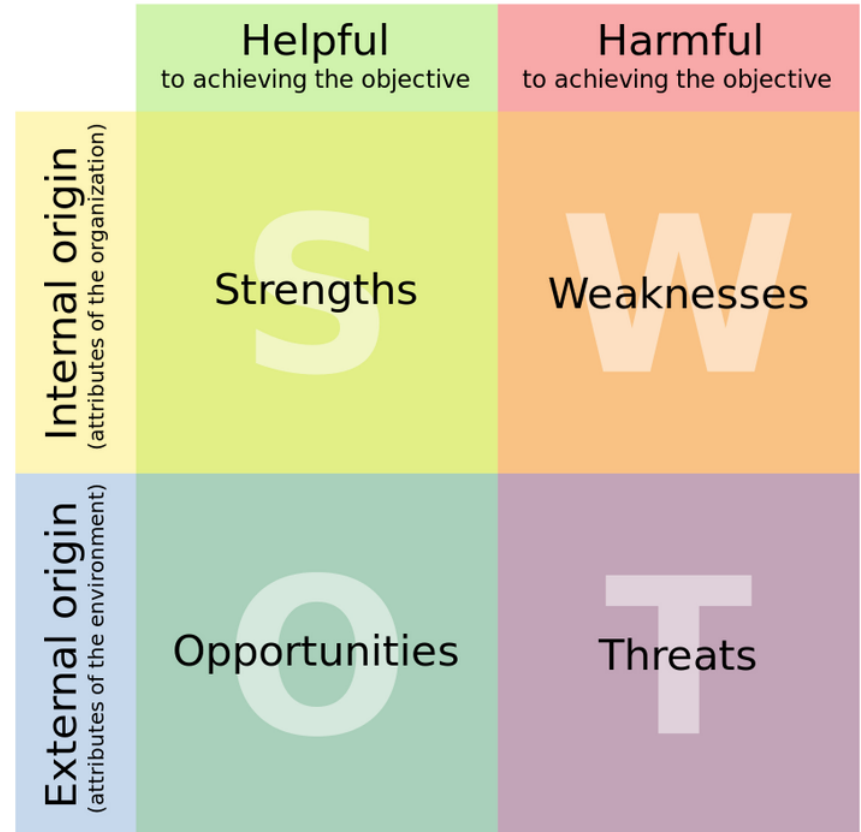 Helpful
to achieving the objective
Harmful
to achieving the objective
Internal origin
(attributes of the organization)
S
Strengths
W
Weaknesses
External origin
(attributes of the environment)
O
Opportunities
T
Threats